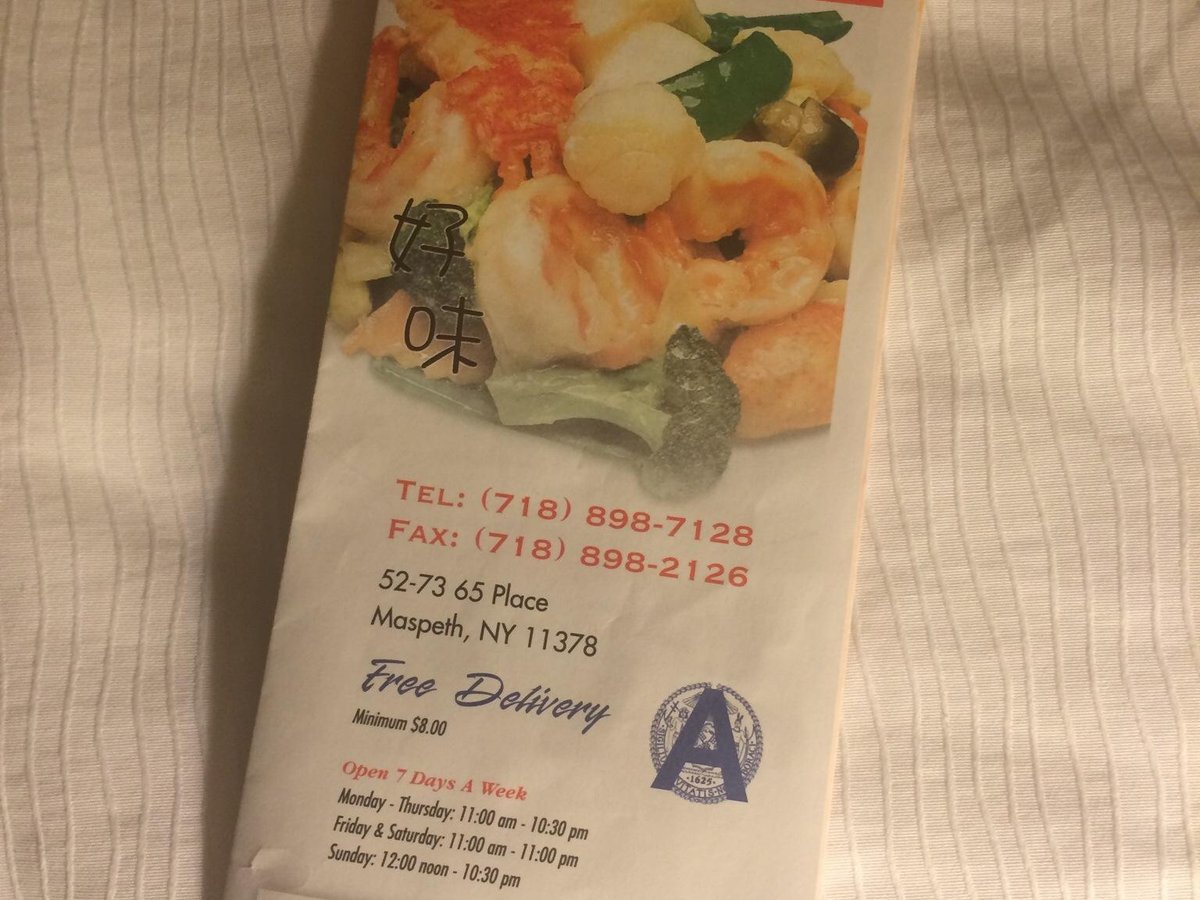 好
味
TEL: (718) 898-7128
FAX: (718) 898-2126
52-73 65 Place
Maspeth, NY 11378
Free Delivery
Minimum $8.00
A
1625
Open 7 Days A Week
Monday - Thursday: 11:00 am - 10:30 pm
Friday & Saturday: 11:00 am - 11:00 pm
Sunday: 12:00 noon - 10:30 pm